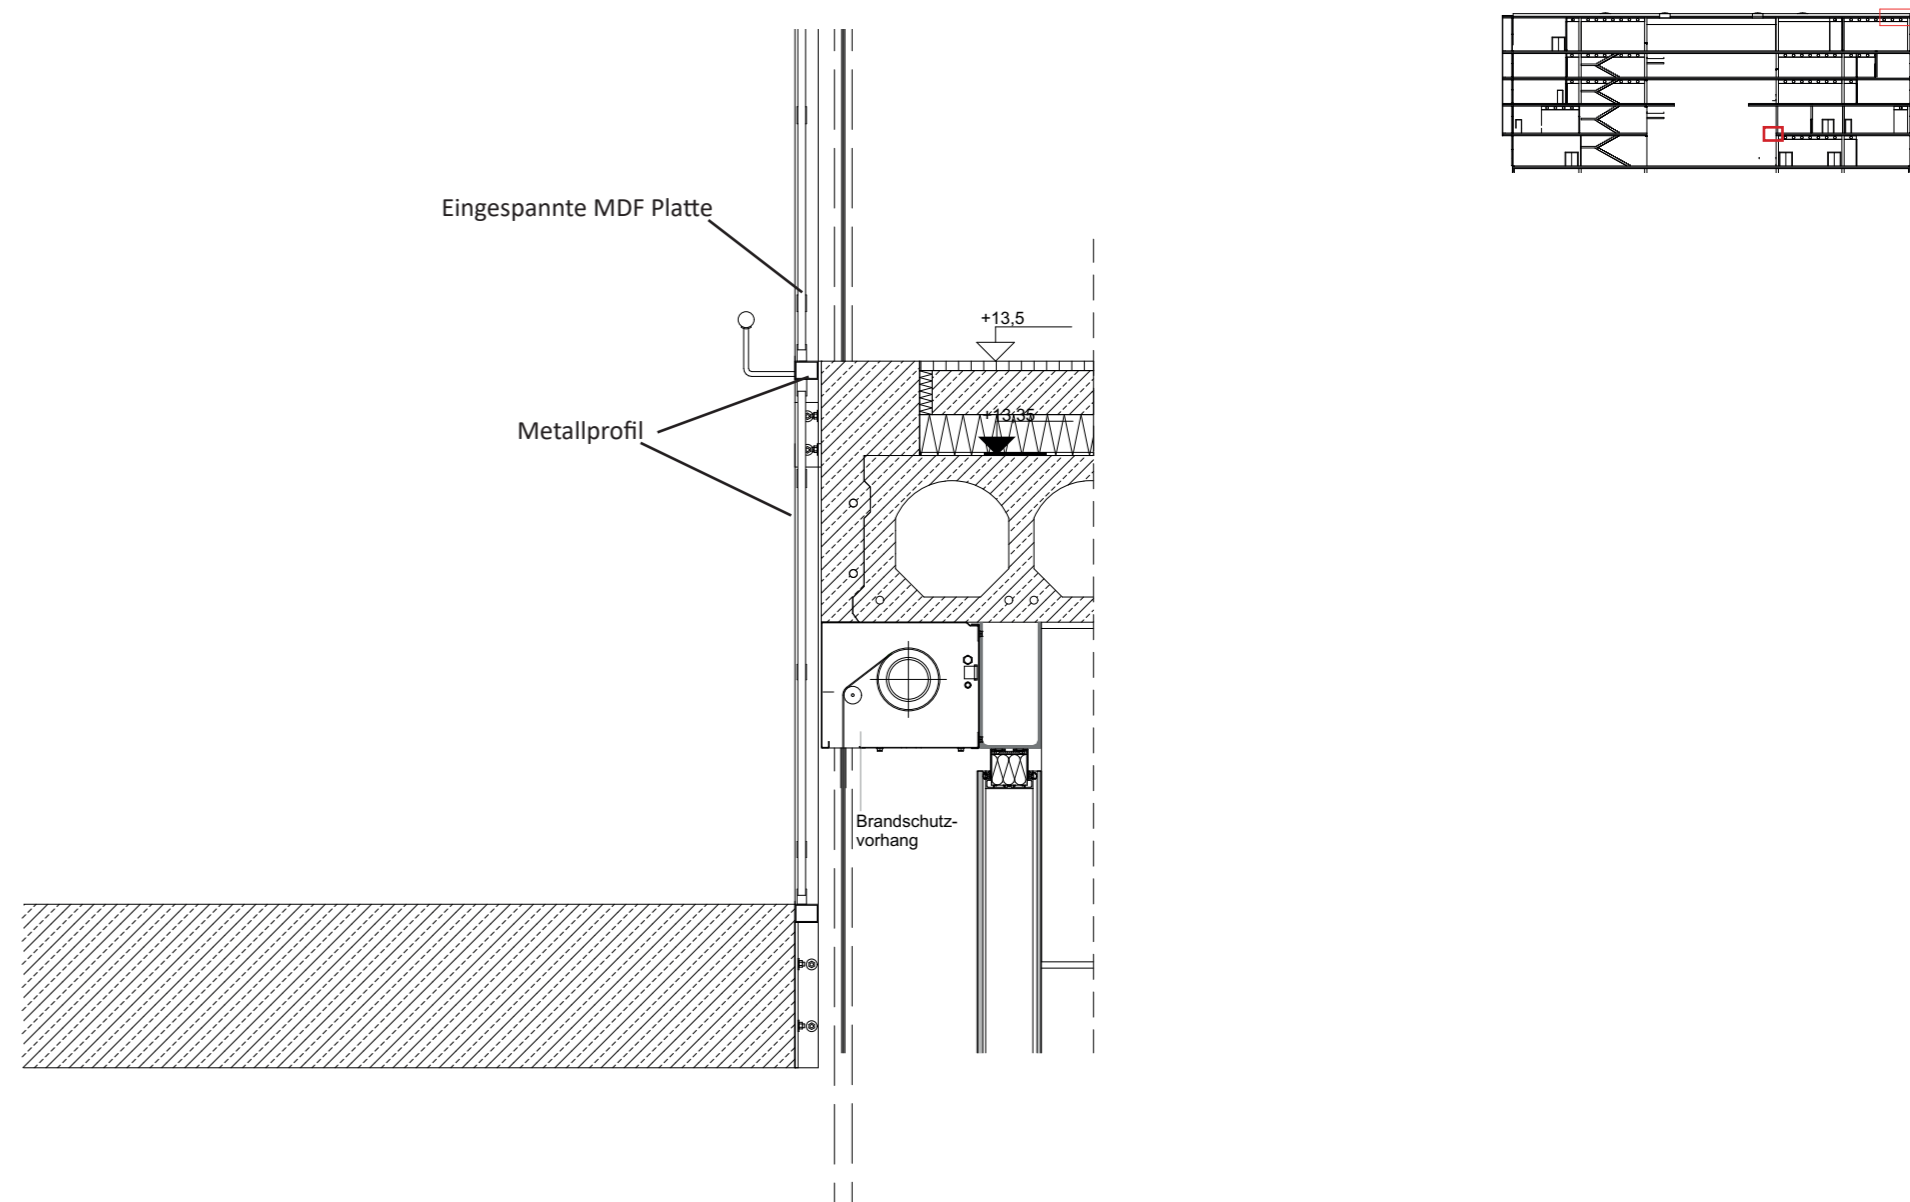 Eingespannte MDF Platte
+13,5
+13,35
Metallprofil
Brandschutz-
vorhang